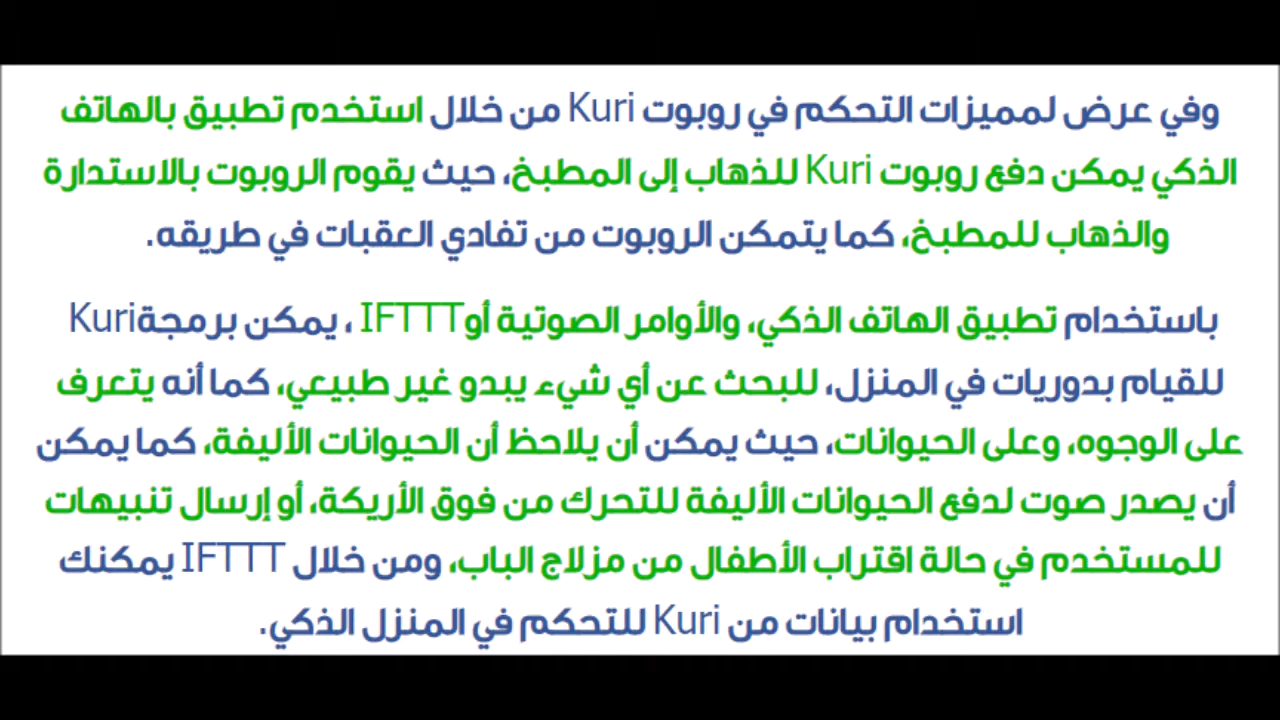 وفي عرض لمميزات التحكم في روبوت Kuri من خلال استخدم تطبيق بالهاتف
الذكي يمكن دفع روبوت Kuri للذهاب إلى المطبخ، حيث يقوم الروبوت بالاستدارة
والذهاب للمطبخ، كما يتمكن الروبوت من تفادي العقبات في طريقه.
باستخدام تطبيق الهاتف الذكي، والأوامر الصوتية أوIFTTT ، يمكن برمجةKuri
للقيام بدوريات في المنزل، للبحث عن أي شيء يبدو غير طبيعي، كما أنه يتعرف
على الوجوه، وعلى الحيوانات، حيث يمكن أن يلاحظ أن الحيوانات الأليفة، كما يمكن
أن يصدر صوت لدفع الحيوانات الأليفة للتحرك من فوق الأريكة، أو إرسال تنبيهات
للمستخدم في حالة اقتراب الأطفال من مزلاج الباب، ومن خلال IFTTT يمكنك
استخدام بيانات من Kuri للتحكم في المنزل الذكي.